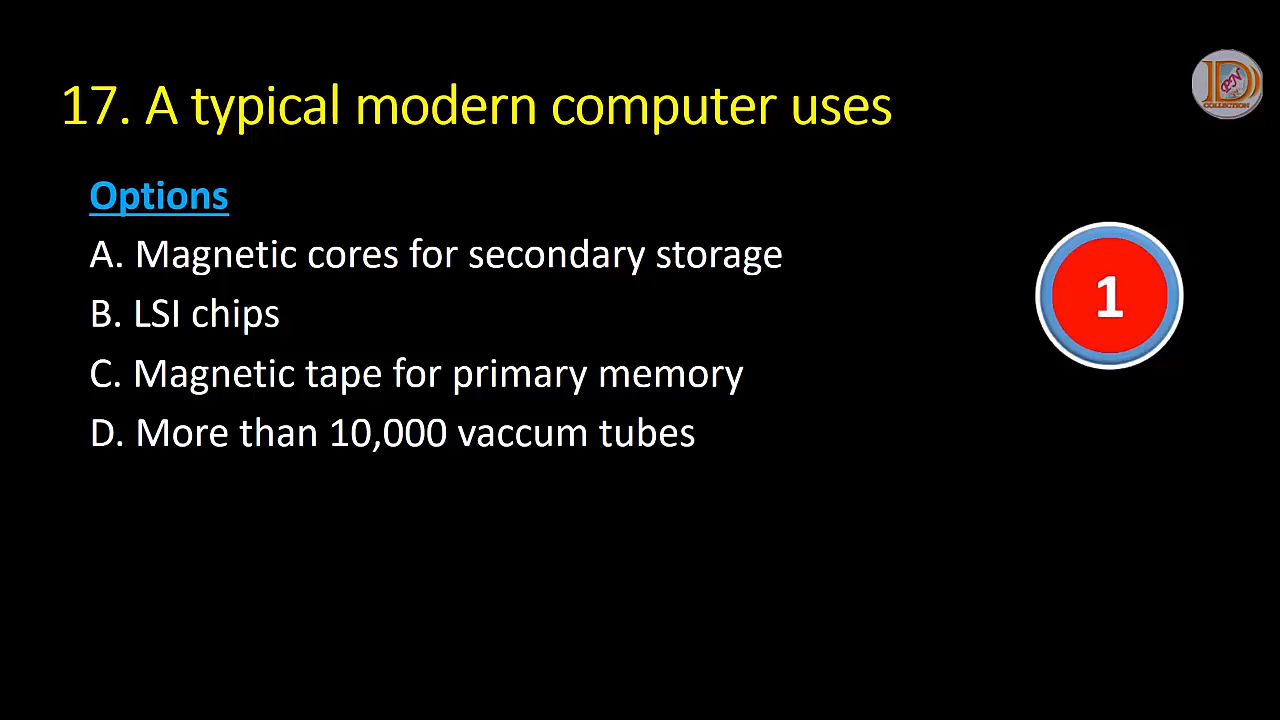 17. A typical modern computer uses
Options
A. Magnetic cores for secondary storage
B. LSI chips
C. Magnetic tape for primary memory
D. More than 10,000 vaccum tubes
1
D
COLLECTION